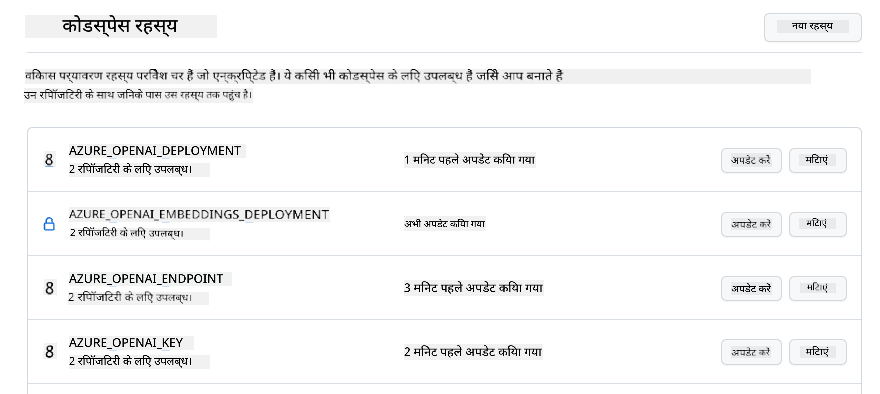 कोडस्पेस रहस्य
नया रहस्य
विकास पर्यावरण रहस्य परिवेश चर हैं जो एन्क्रिप्टेड हैं। ये किसी भी कोडस्पेस के लिए उपलब्ध हैं जिसे आप बनाते हैं
उन रिपॉजिटरी के साथ जिनके पास उस रहस्य तक पहुंच है।
8 AZURE_OPENAI_DEPLOYMENT
2 रिपॉजिटरी के लिए उपलब्ध।
1 मिनट पहले अपडेट किया गया
अपडेट करें
मिटाएं
AZURE_OPENAI_EMBEDDINGS_DEPLOYMENT
2 रिपॉजिटरी के लिए उपलब्ध।
अभी अपडेट किया गया
अपडेट करें
मिटाएं
8 AZURE_OPENAI_ENDPOINT
2 रिपॉजिटरी के लिए उपलब्ध।
3 मिनट पहले अपडेट किया गया
अपडेट करें
मिटाएं
8 AZURE_OPENAI_KEY
2 रिपॉजिटरी के लिए उपलब्ध।
2 मिनट पहले अपडेट किया गया
अपडेट करें
मिटाएं